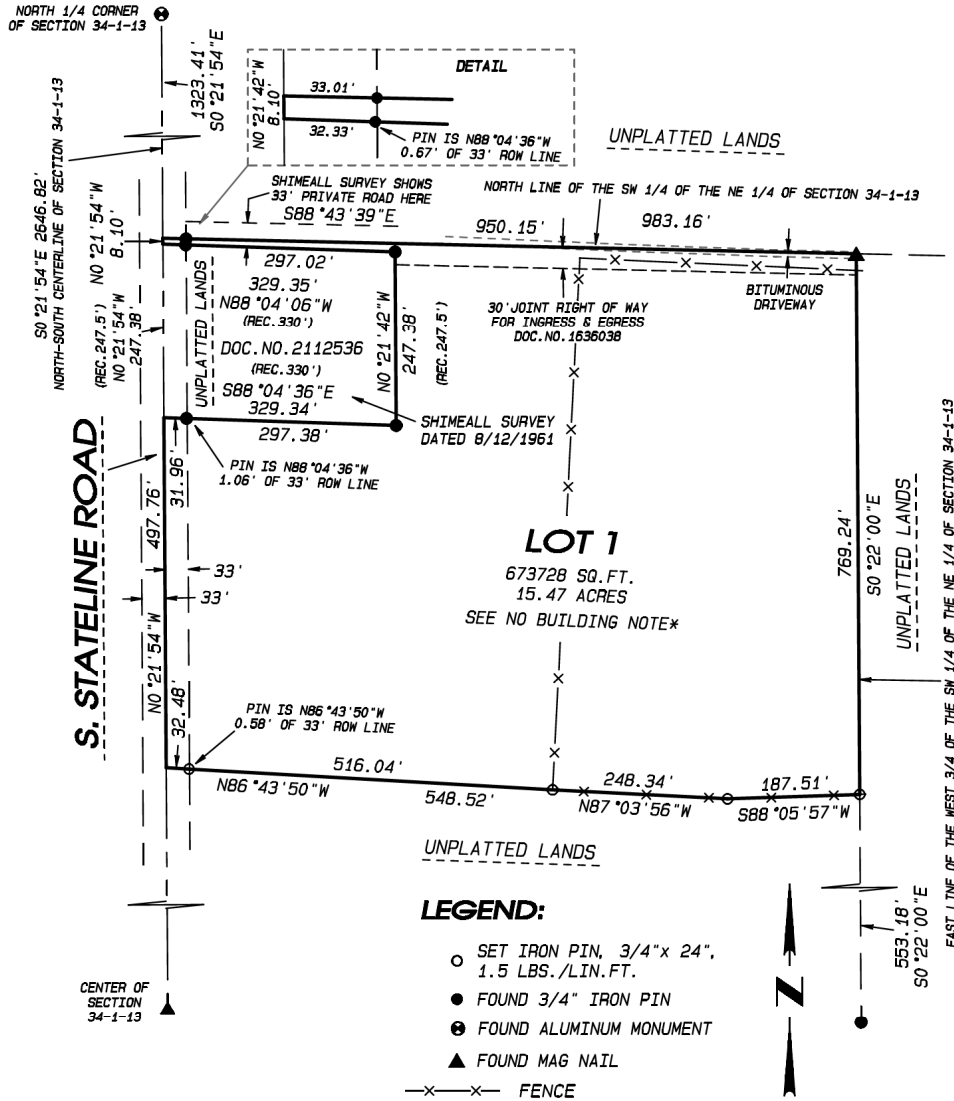 NORTH 1/4 CORNER
OF SECTION 34-1-13
1323.41'
S0°21'54"E
N0°21'42"W
8.10'
DETAIL
33.01'
32.33'
PIN IS N88°04'36"W
0.67' OF 33' ROW LINE
UNPLATTED LANDS
S0°21'54"E 2646.82'
NORTH-SOUTH CENTERLINE OF SECTION 34-1-13
N0°21'54"W
8.10'
SHIMEALL SURVEY SHOWS
33' PRIVATE ROAD HERE
S88°43'39"E
NORTH LINE OF THE SW 1/4 OF THE NE 1/4 OF SECTION 34-1-13
950.15'
983.16'
(REC.247.5')
N0°21'54"W
247.38'
UNPLATTED LANDS
297.02'
329.35'
N88°04'06"W
(REC.330')
DOC.NO.2112536
(REC.330')
S88°04'36"E
329.34'
297.38'
N0°21'42"W
247.38'
(REC.247.5')
30'JOINT RIGHT OF WAY
FOR INGRESS & EGRESS
DOC.NO.1636038
BITUMINOUS
DRIVEWAY
SHIMEALL SURVEY
DATED 8/12/1961
PIN IS N88°04'36"W
1.06' OF 33' ROW LINE
S. STATELINE ROAD
497.76'
31.96'
N0°21'54"W
32.48'
33'
33'
LOT 1
673728 SQ.FT.
15.47 ACRES
SEE NO BUILDING NOTE*
769.24'
S0°22'00"E
UNPLATTED LANDS
EAST LINE OF THE WEST 3/4 OF THE SW 1/4 OF THE NE 1/4 OF SECTION 34-1-13
PIN IS N86°43'50"W
0.58' OF 33' ROW LINE
516.04'
N86°43'50"W
548.52'
248.34'
N87°03'56"W
187.51'
S88°05'57"W
UNPLATTED LANDS
553.18'
S0°22'00"E
CENTER OF
SECTION
34-1-13
LEGEND:
SET IRON PIN, 3/4"x 24",
1.5 LBS./LIN.FT.
FOUND 3/4" IRON PIN
FOUND ALUMINUM MONUMENT
FOUND MAG NAIL
FENCE
N